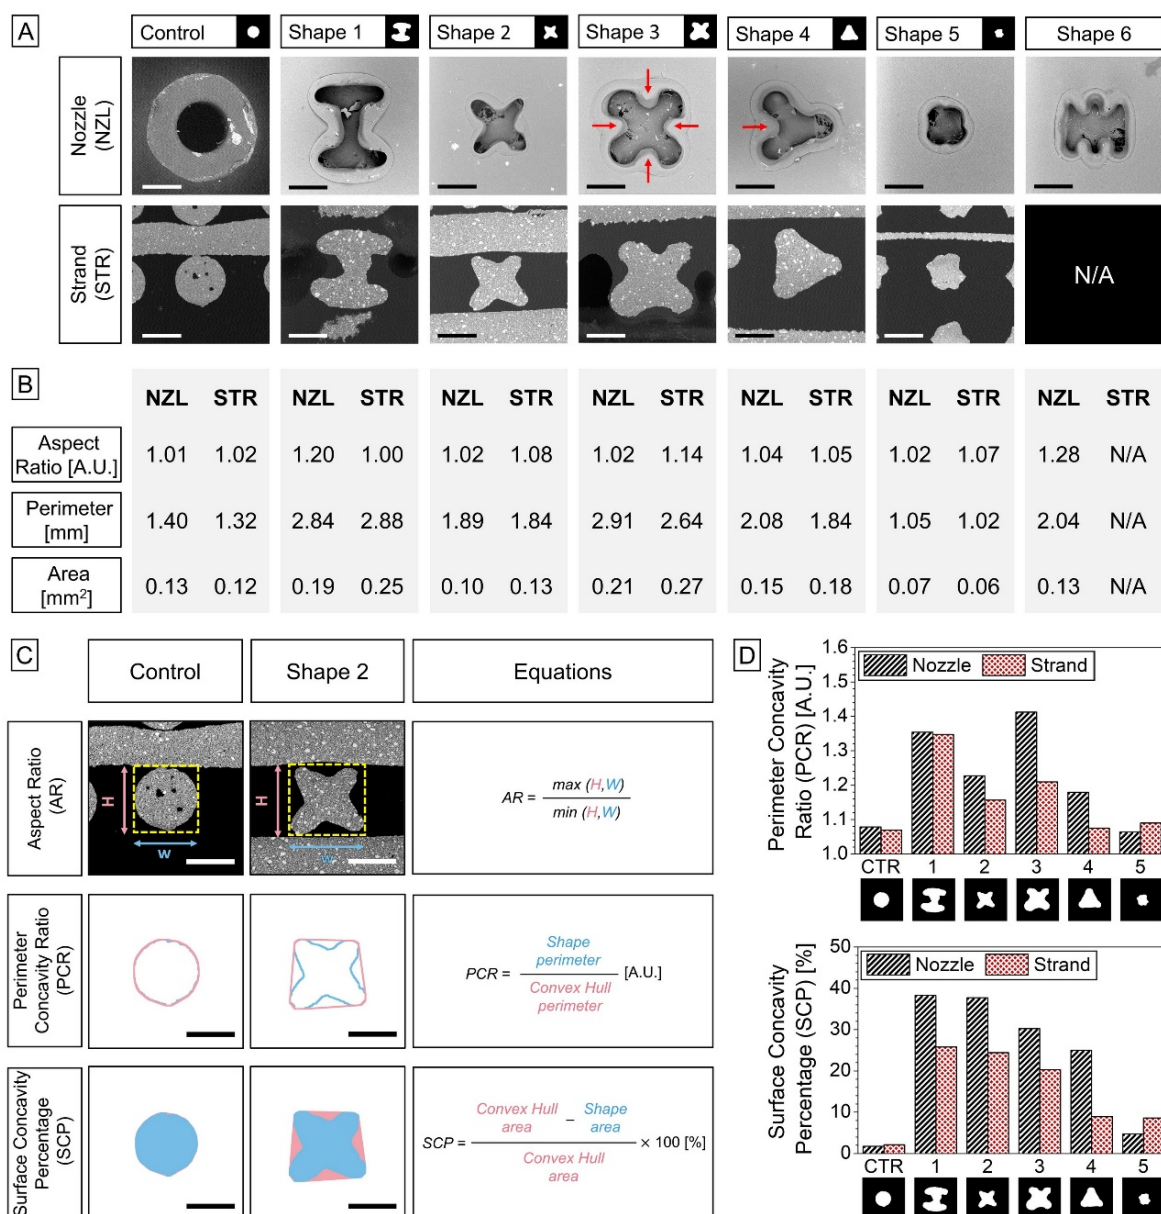 A
Control
Shape 1
Shape 2
Shape 3
Shape 4
Shape 5
Shape 6
Nozzle
(NZL)
Strand
(STR)
N/A
B
NZL STR NZL STR NZL STR NZL STR NZL STR NZL STR NZL STR
Aspect
Ratio [A.U.]
1.01 1.02 1.20 1.00 1.02 1.08 1.02 1.14 1.04 1.05 1.02 1.07 1.28 N/A
Perimeter
[mm]
1.40 1.32 2.84 2.88 1.89 1.84 2.91 2.64 2.08 1.84 1.05 1.02 2.04 N/A
Area
[mm²]
0.13 0.12 0.19 0.25 0.10 0.13 0.21 0.27 0.15 0.18 0.07 0.06 0.13 N/A
C
Control
Shape 2
Equations
Aspect Ratio
(AR)
H
W
H
W
AR = max (H,W)
min (H,W)
Perimeter
Concavity Ratio
(PCR)
Shape
perimeter
PCR = [A.U.]
Convex Hull
perimeter
Surface Concavity
Percentage
(SCP)
Convex Hull
area
– Shape
area
SCP = × 100 [%]
Convex Hull
area
D
Perimeter Concavity
Ratio (PCR) [A.U.]
1.6
1.5
1.4
1.3
1.2
1.1
1.0
Nozzle
Strand
CTR 1 2 3 4 5
Surface Concavity
Percentage (SCP) [%]
50
40
30
20
10
0
Nozzle
Strand
CTR 1 2 3 4 5